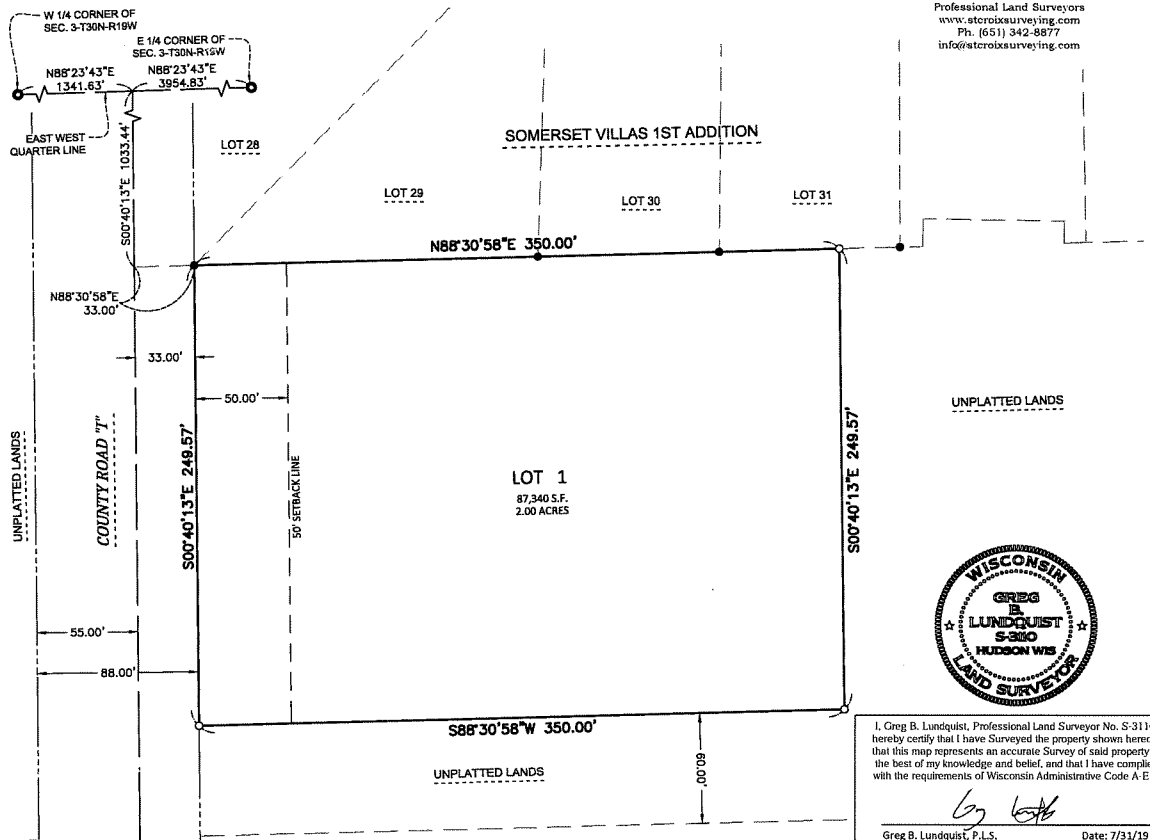 Professional Land Surveyors
www.stcroixsurveying.com
Ph. (651) 342-8877
info@stcroixsurveying.com
W 1/4 CORNER OF
SEC. 3-T30N-R19W
E 1/4 CORNER OF
SEC. 3-T30N-R19W
N88°23'43"E
1341.63'
N88°23'43"E
3954.83'
EAST WEST
QUARTER LINE
S00°40'13"E 1033.44'
LOT 28
SOMERSET VILLAS 1ST ADDITION
LOT 29
LOT 30
LOT 31
N88°30'58"E 350.00'
N88°30'58"E
33.00'
33.00'
50.00'
UNPLATTED LANDS
COUNTY ROAD "I"
S00°40'13"E 249.57'
50' SETBACK LINE
LOT 1
87,340 S.F.
2.00 ACRES
S00°40'13"E 249.57'
UNPLATTED LANDS
55.00'
88.00'
S88°30'58"W 350.00'
UNPLATTED LANDS
60.00'
WISCONSIN
GREG
B.
LUNDQUIST
S-3110
HUDSON WIS
LAND SURVEYOR
I, Greg B. Lundquist, Professional Land Surveyor No. S-311
hereby certify that I have Surveyed the property shown hereo
that this map represents an accurate Survey of said property
the best of my knowledge and belief, and that I have complie
with the requirements of Wisconsin Administrative Code A-E
Greg B. Lundquist, P.L.S.
Date: 7/31/19